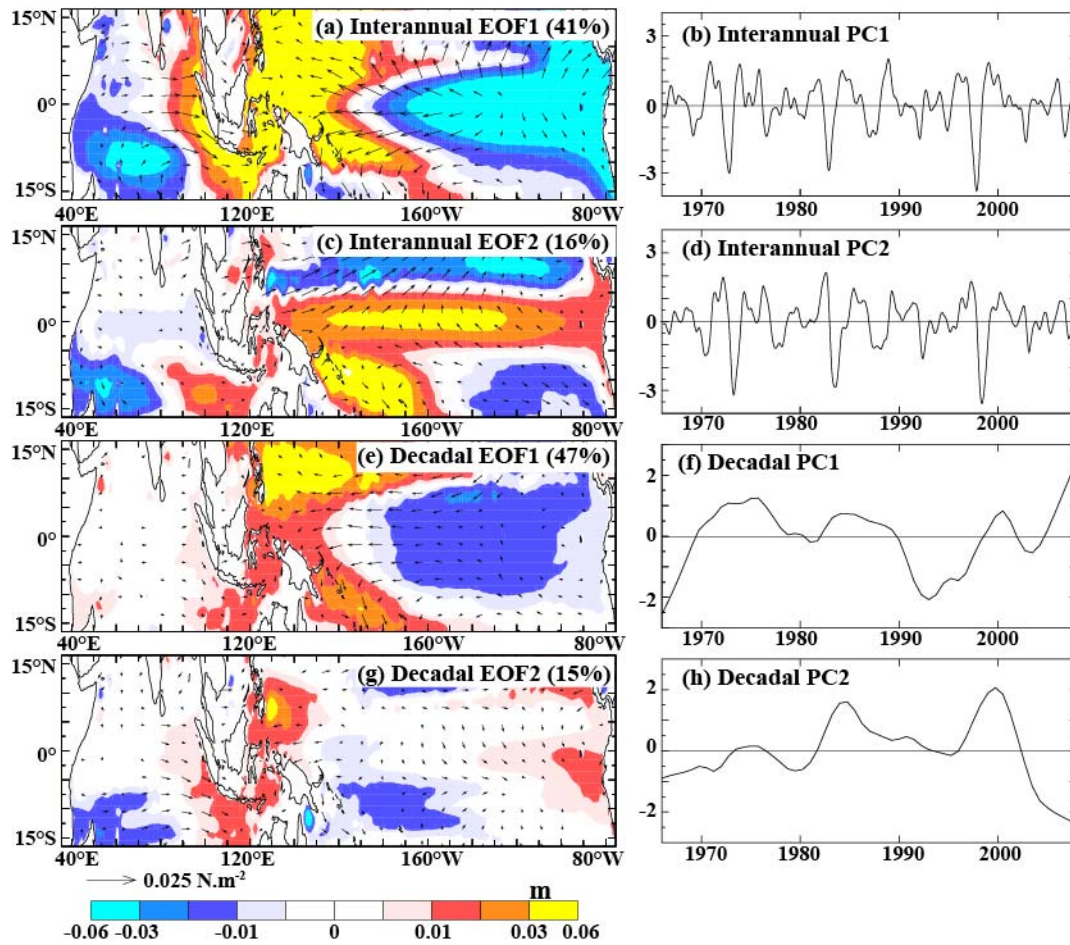 15°N
0°
15°S
(a) Interannual EOF1 (41%)
40°E 120°E 160°W 80°W
(b) Interannual PC1
3
0
-3
1970 1980 1990 2000
15°N
0°
15°S
(c) Interannual EOF2 (16%)
40°E 120°E 160°W 80°W
(d) Interannual PC2
3
0
-3
1970 1980 1990 2000
15°N
0°
15°S
(e) Decadal EOF1 (47%)
40°E 120°E 160°W 80°W
(f) Decadal PC1
2
0
-2
1970 1980 1990 2000
15°N
0°
15°S
(g) Decadal EOF2 (15%)
40°E 120°E 160°W 80°W
(h) Decadal PC2
2
0
-2
1970 1980 1990 2000
0.025 N.m-2
m
-0.06 -0.03 -0.01 0 0.01 0.03 0.06